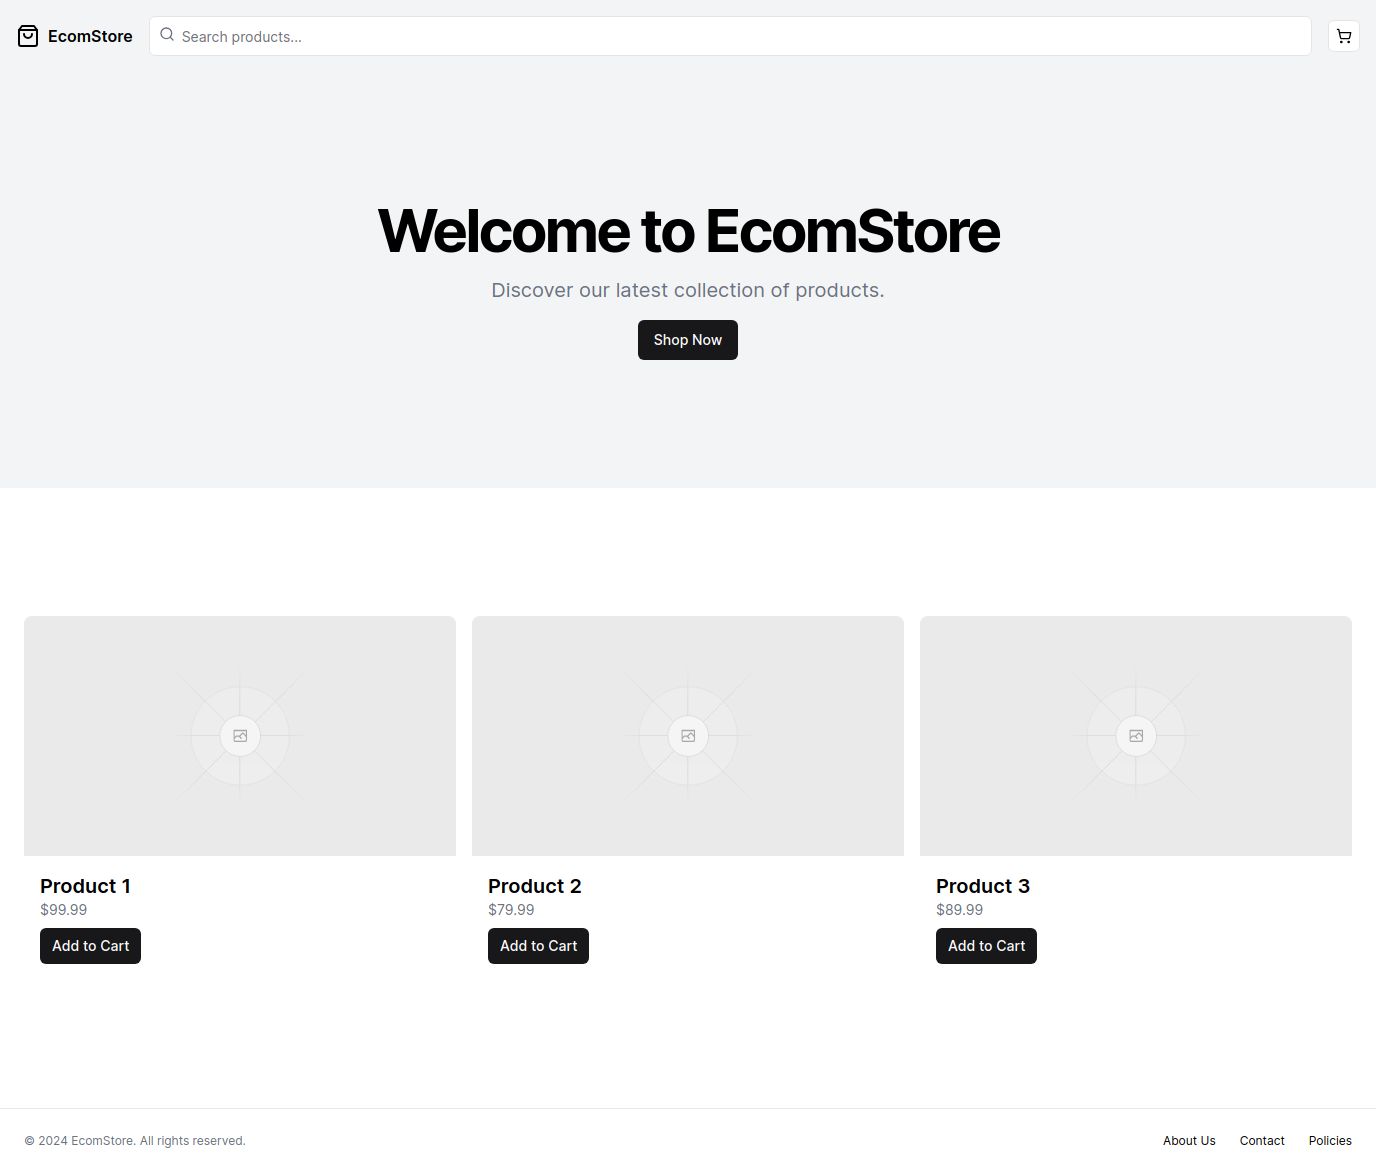 EcomStore
Search products...
Welcome to EcomStore
Discover our latest collection of products.
Shop Now
Product 1
$99.99
Add to Cart
Product 2
$79.99
Add to Cart
Product 3
$89.99
Add to Cart
© 2024 EcomStore. All rights reserved.
About Us
Contact
Policies